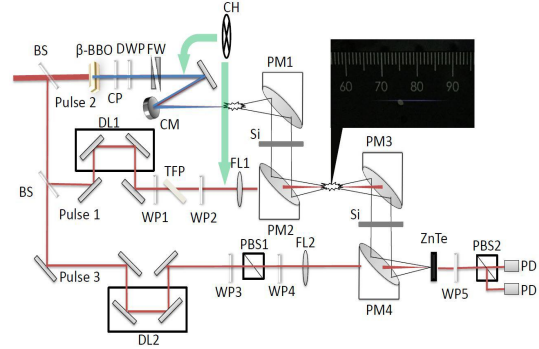 CH
BS
β-BBO
DWP
FW
PM1
Pulse 2
CP
CM
60
70
80
90
DL1
Si
PM3
TFP
FL1
BS
Pulse 1
WP1
WP2
PM2
Si
ZnTe
PBS2
PBS1
FL2
PD
Pulse 3
WP3
WP4
WP5
PD
PM4
DL2